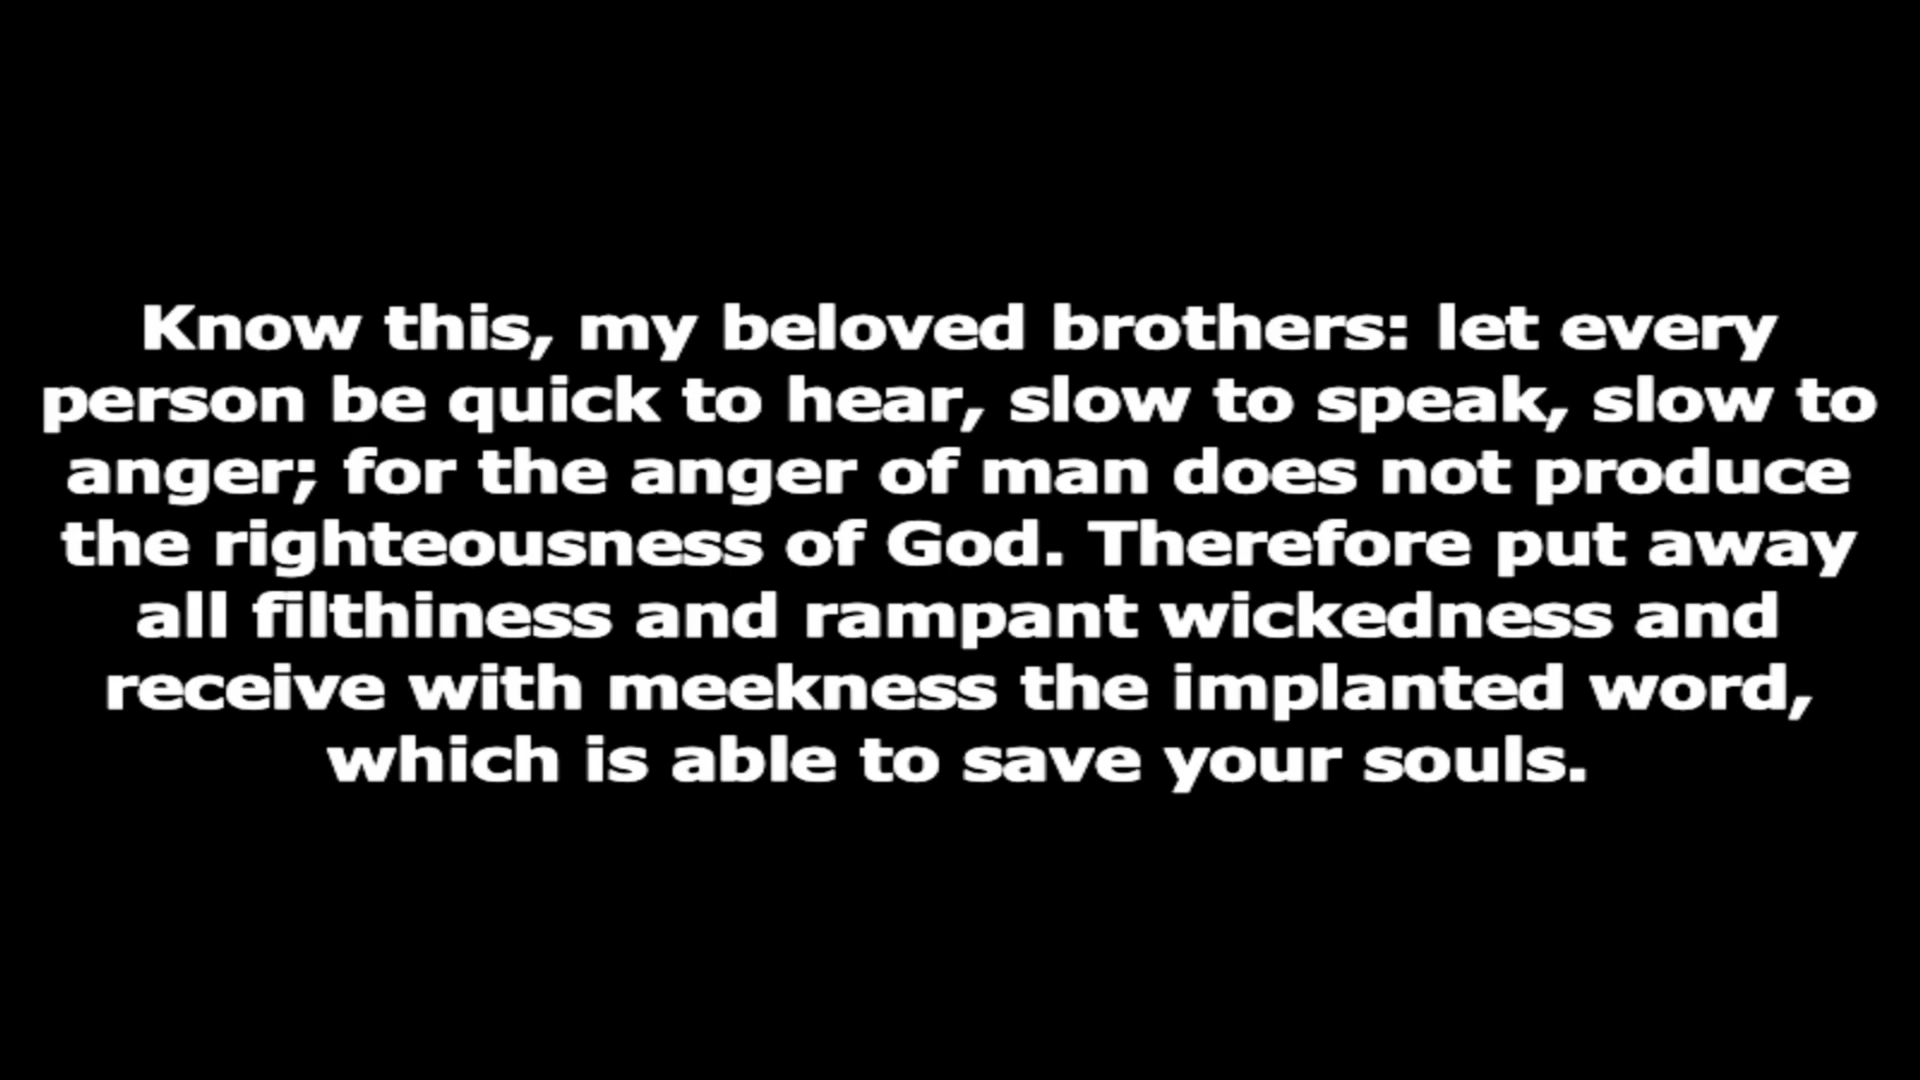 Know this, my beloved brothers: let every
person be quick to hear, slow to speak, slow to
anger; for the anger of man does not produce
the righteousness of God. Therefore put away
all filthiness and rampant wickedness and
receive with meekness the implanted word,
which is able to save your souls.